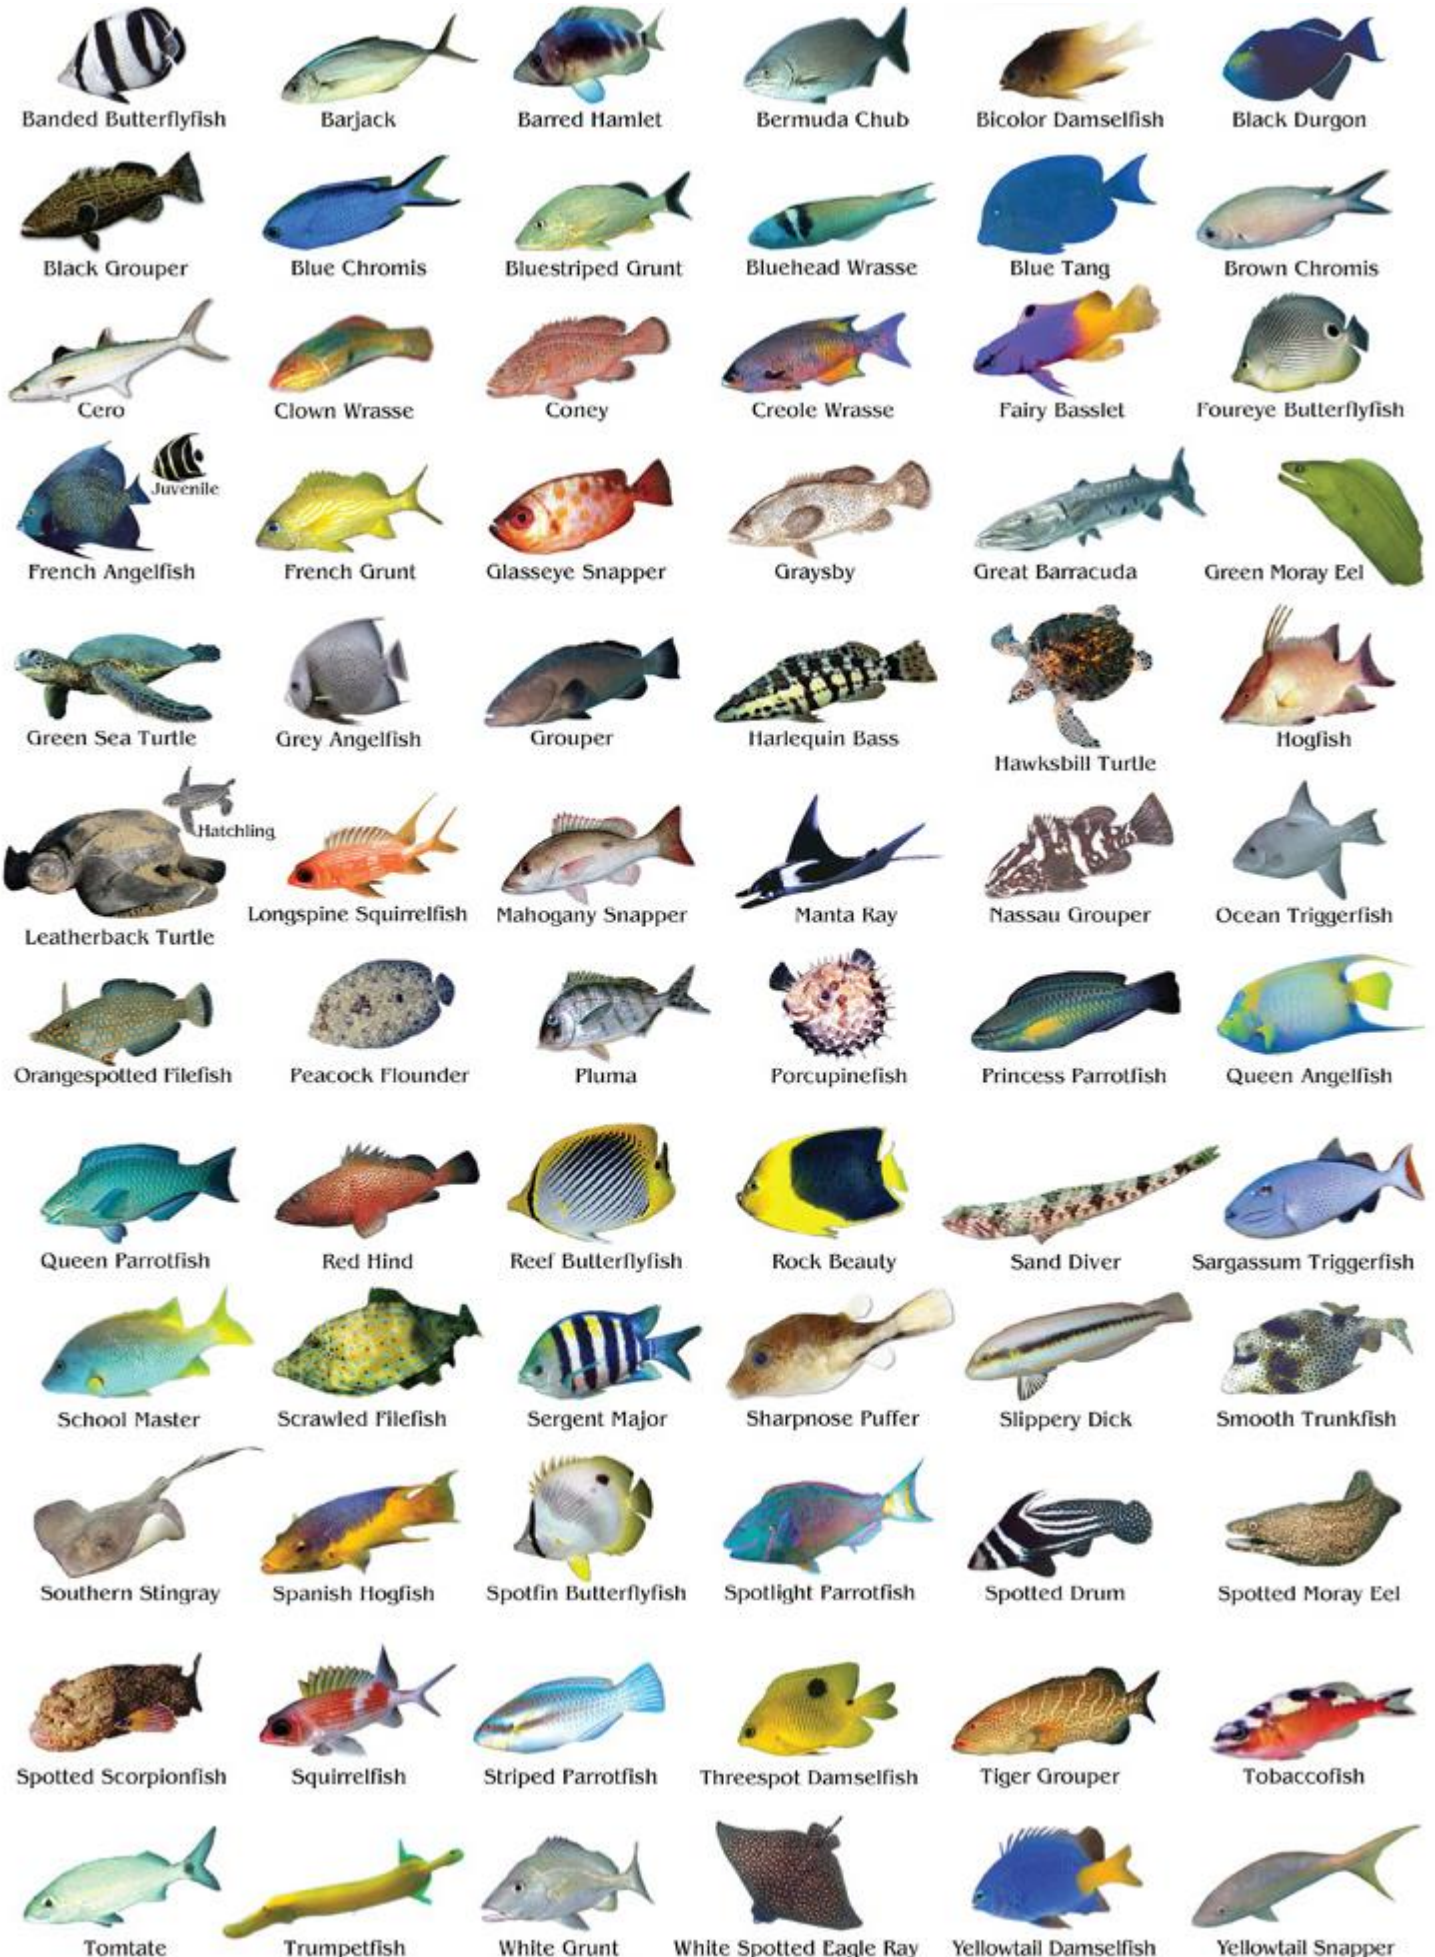 Banded Butterflyfish
Barjack
Barred Hamlet
Bermuda Chub
Bicolor Damselfish
Black Durgon
Black Grouper
Blue Chromis
Bluestriped Grunt
Bluehead Wrasse
Blue Tang
Brown Chromis
Cero
Clown Wrasse
Coney
Creole Wrasse
Fairy Basslet
Foureye Butterflyfish
Juvenile
French Angelfish
French Grunt
Glasseye Snapper
Graysby
Great Barracuda
Green Moray Eel
Green Sea Turtle
Grey Angelfish
Grouper
Harlequin Bass
Hawksbill Turtle
Hogfish
Hatchling
Leatherback Turtle
Longspine Squirrelfish
Mahogany Snapper
Manta Ray
Nassau Grouper
Ocean Triggerfish
Orangespotted Filefish
Peacock Flounder
Pluma
Porcupinefish
Princess Parrotfish
Queen Angelfish
Queen Parrotfish
Red Hind
Reef Butterflyfish
Rock Beauty
Sand Diver
Sargassum Triggerfish
School Master
Scrawled Filefish
Sergent Major
Sharpnose Puffer
Slippery Dick
Smooth Trunkfish
Southern Stingray
Spanish Hogfish
Spotfin Butterflyfish
Spotlight Parrotfish
Spotted Drum
Spotted Moray Eel
Spotted Scorpionfish
Squirrelfish
Striped Parrotfish
Threespot Damselfish
Tiger Grouper
Tobaccofish
Tomtate
Trumpetfish
White Grunt
White Spotted Eagle Ray
Yellowtail Damselfish
Yellowtail Snapper